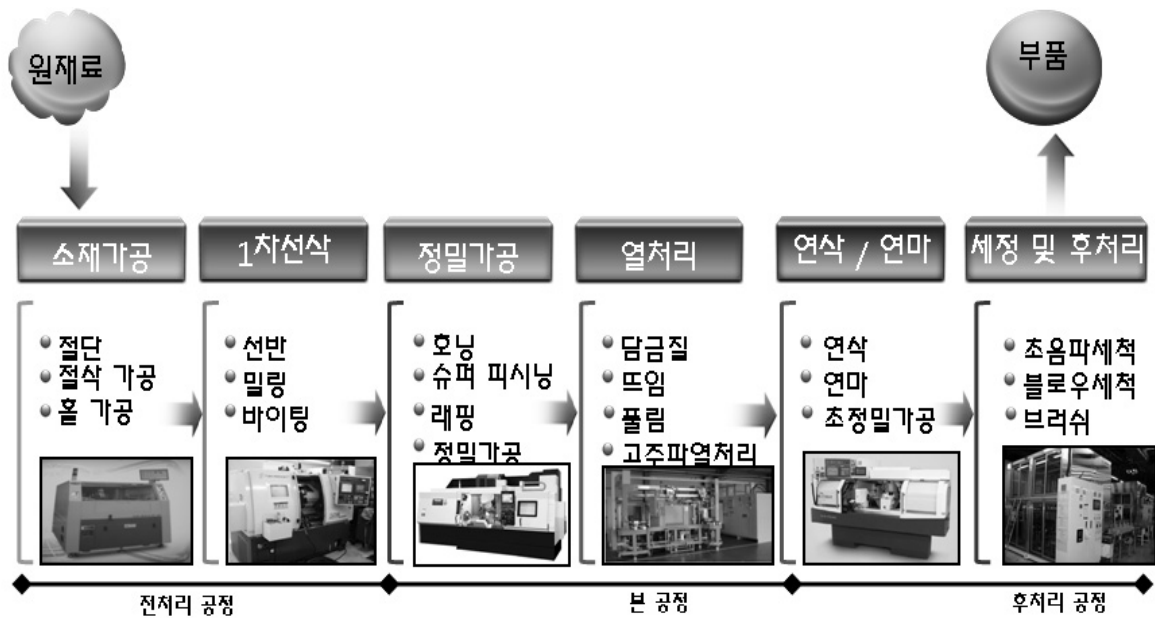 원재료
부품
소재가공
1차선삭
정밀가공
열처리
연삭 / 연마
세정 및 후처리
절단
절삭 가공
홀 가공
선반
밀링
바이팅
호닝
슈퍼 피시닝
래핑
정밀가공
담금질
뜨임
풀림
고주파열처리
연삭
연마
초정밀가공
초음파세척
블로우세척
브러쉬
전처리 공정
본 공정
후처리 공정